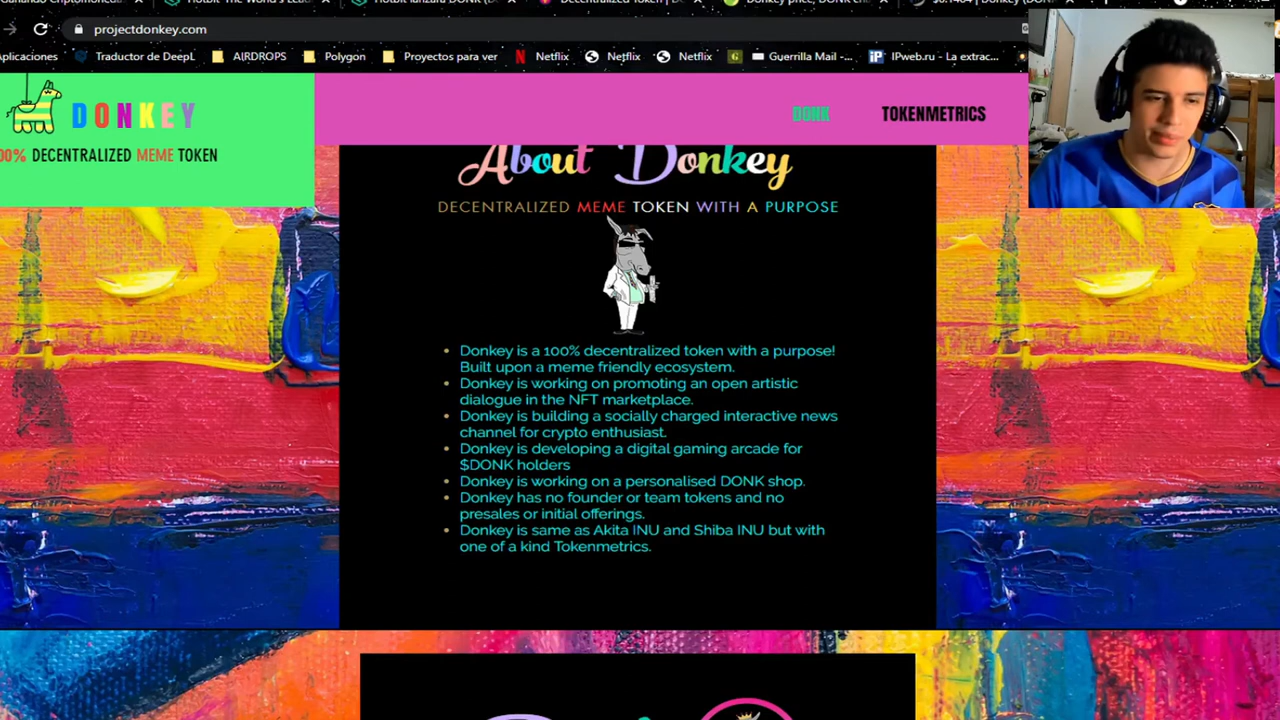 projectdonkey.com
Traductor de DeepL
AI(RDROPS
Polygon
Proyectos para ver
Netflix
Netflix
Netflix
Guerrilla Mail -...
IPweb.ru - La extrac...
DONKEY
DECENTRALIZED MEME TOKEN
DONK
TOKENMETRICS
About Donkey
DECENTRALIZED MEME TOKEN WITH A PURPOSE
Donkey is a 100% decentralized token with a purpose!
Built upon a meme friendly ecosystem.
Donkey is working on promoting an open artistic
dialogue in the NFT marketplace.
Donkey is building a socially charged interactive news
channel for crypto enthusiast.
Donkey is developing a digital gaming arcade for
$DONK holders
Donkey is working on a personalised DONK shop.
Donkey has no founder or team tokens and no
presales or initial offerings.
Donkey is same as Akita INU and Shiba INU but with
one of a kind Tokenmetrics.